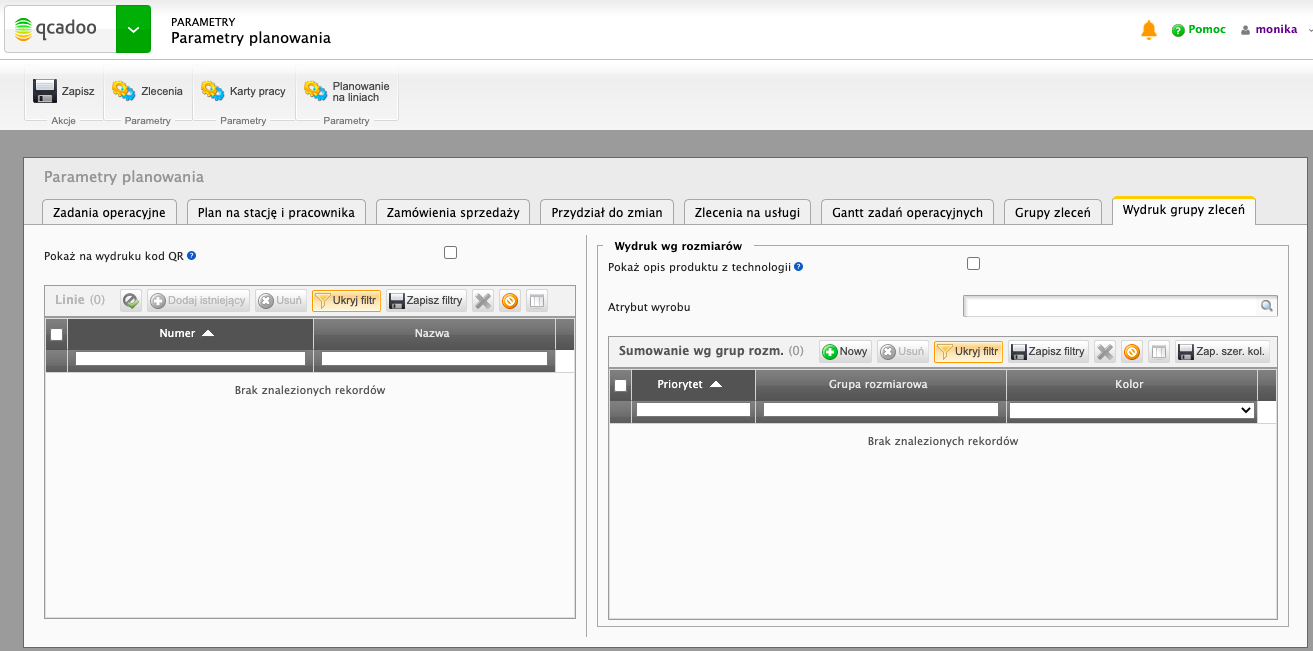 qcadoo
PARAMETRY
Parametry planowania
Pomoc
monika
Zapisz
Zlecenia
Karty pracy
Planowanie
na liniach
Akcje
Parametry
Parametry
Parametry
Parametry planowania
Zadania operacyjne
Plan na stację i pracownika
Zamówienia sprzedaży
Przydział do zmian
Zlecenia na usługi
Gantt zadań operacyjnych
Grupy zleceń
Wydruk grupy zleceń
Pokaż na wydruku kod QR ?
Linie (0)
Dodaj istniejący
Usuń
Ukryj filtr
Zapisz filtry
Numer
Nazwa
Brak znalezionych rekordów
Wydruk wg rozmiarów
Pokaż opis produktu z technologii ?
Atrybut wyrobu
Sumowanie wg grup rozm. (0)
Nowy
Usuń
Ukryj filtr
Zapisz filtry
Zap. szer. kol.
Priorytet
Grupa rozmiarowa
Kolor
Brak znalezionych rekordów